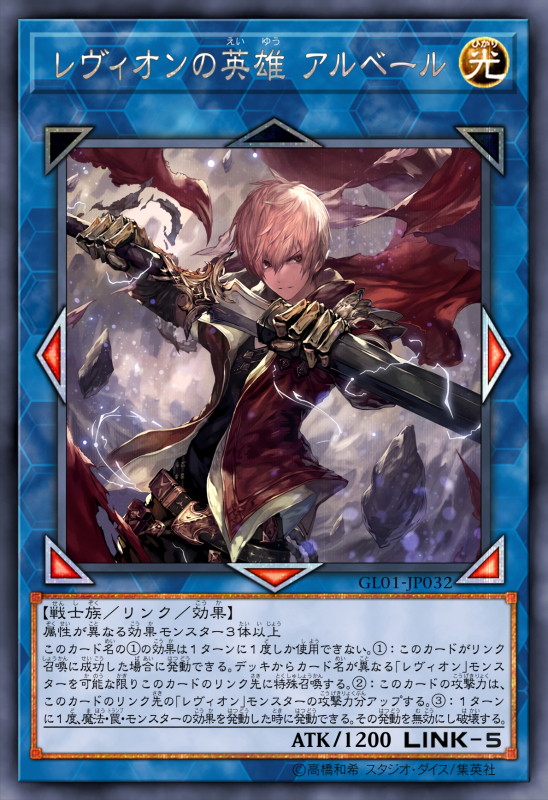 レヴィオンの英雄 アルベール
光
GL01-JP032
【戦士族／リンク／効果】
属性が異なる効果モンスター３体以上
このカード名の①の効果は１ターンに１度しか使用できない。①：このカードがリンク
召喚に成功した場合に発動できる。デッキからカード名が異なる「レヴィオン」モンス
ターを可能な限りこのカードのリンク先に特殊召喚する。②：このカードの攻撃力は、
このカードのリンク先の「レヴィオン」モンスターの攻撃力分アップする。③：１ターン
に１度、魔法・罠・モンスターの効果を発動した時に発動できる。その発動を無効にし破壊する。
ATK/1200 LINK-5
©高橋和希 スタジオ・ダイス/集英社